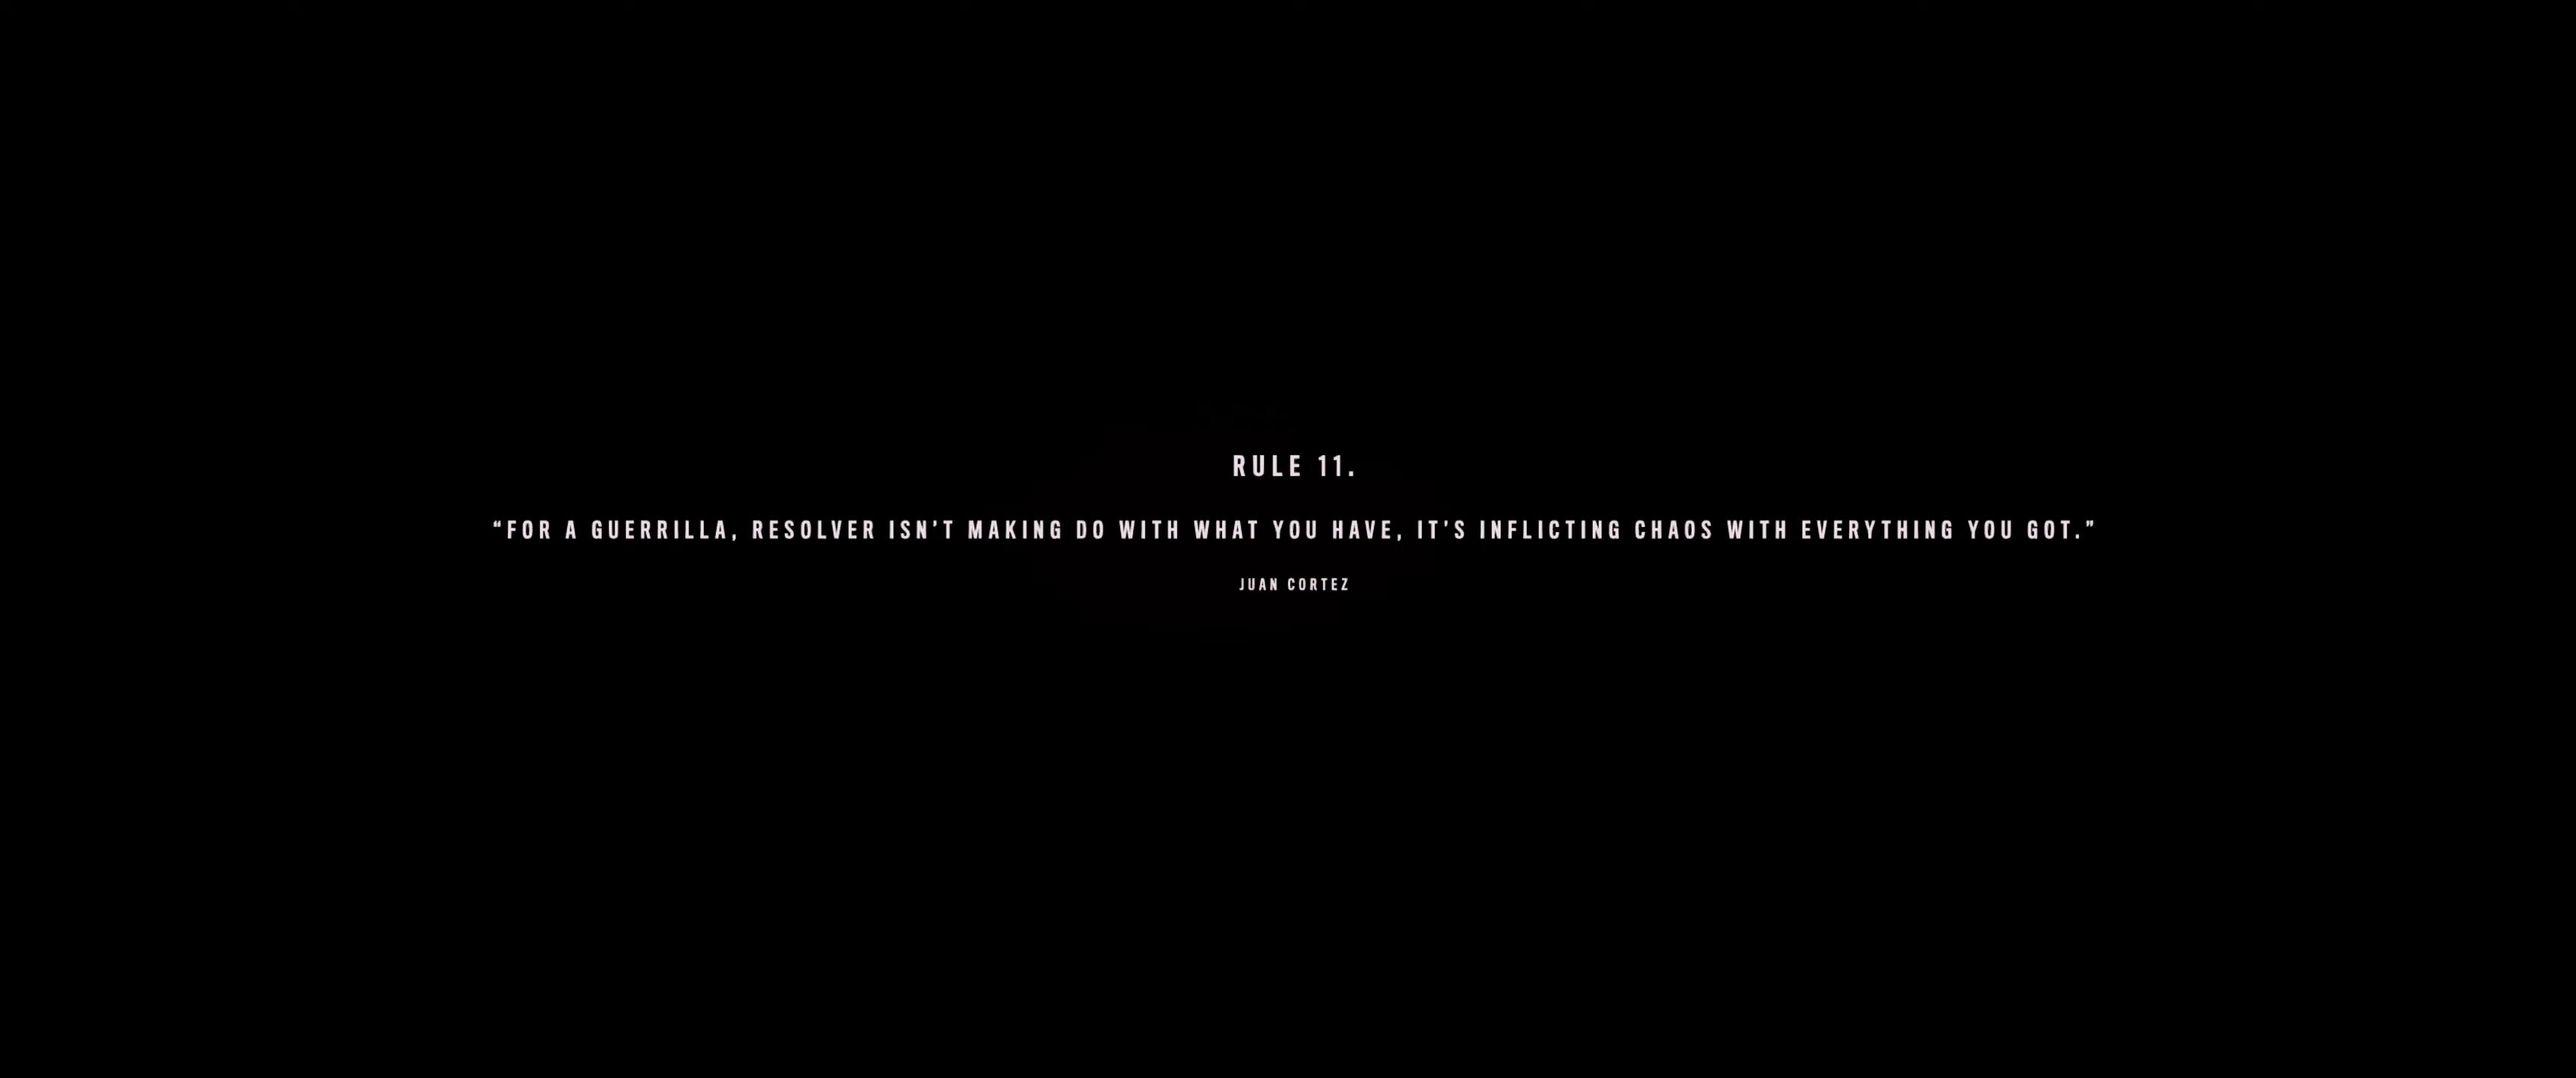 RULE 11.
“FOR A GUERRILLA, RESOLVER ISN’T MAKING DO WITH WHAT YOU HAVE, IT’S INFLICTING CHAOS WITH EVERYTHING YOU GOT.”
JUAN CORTEZ